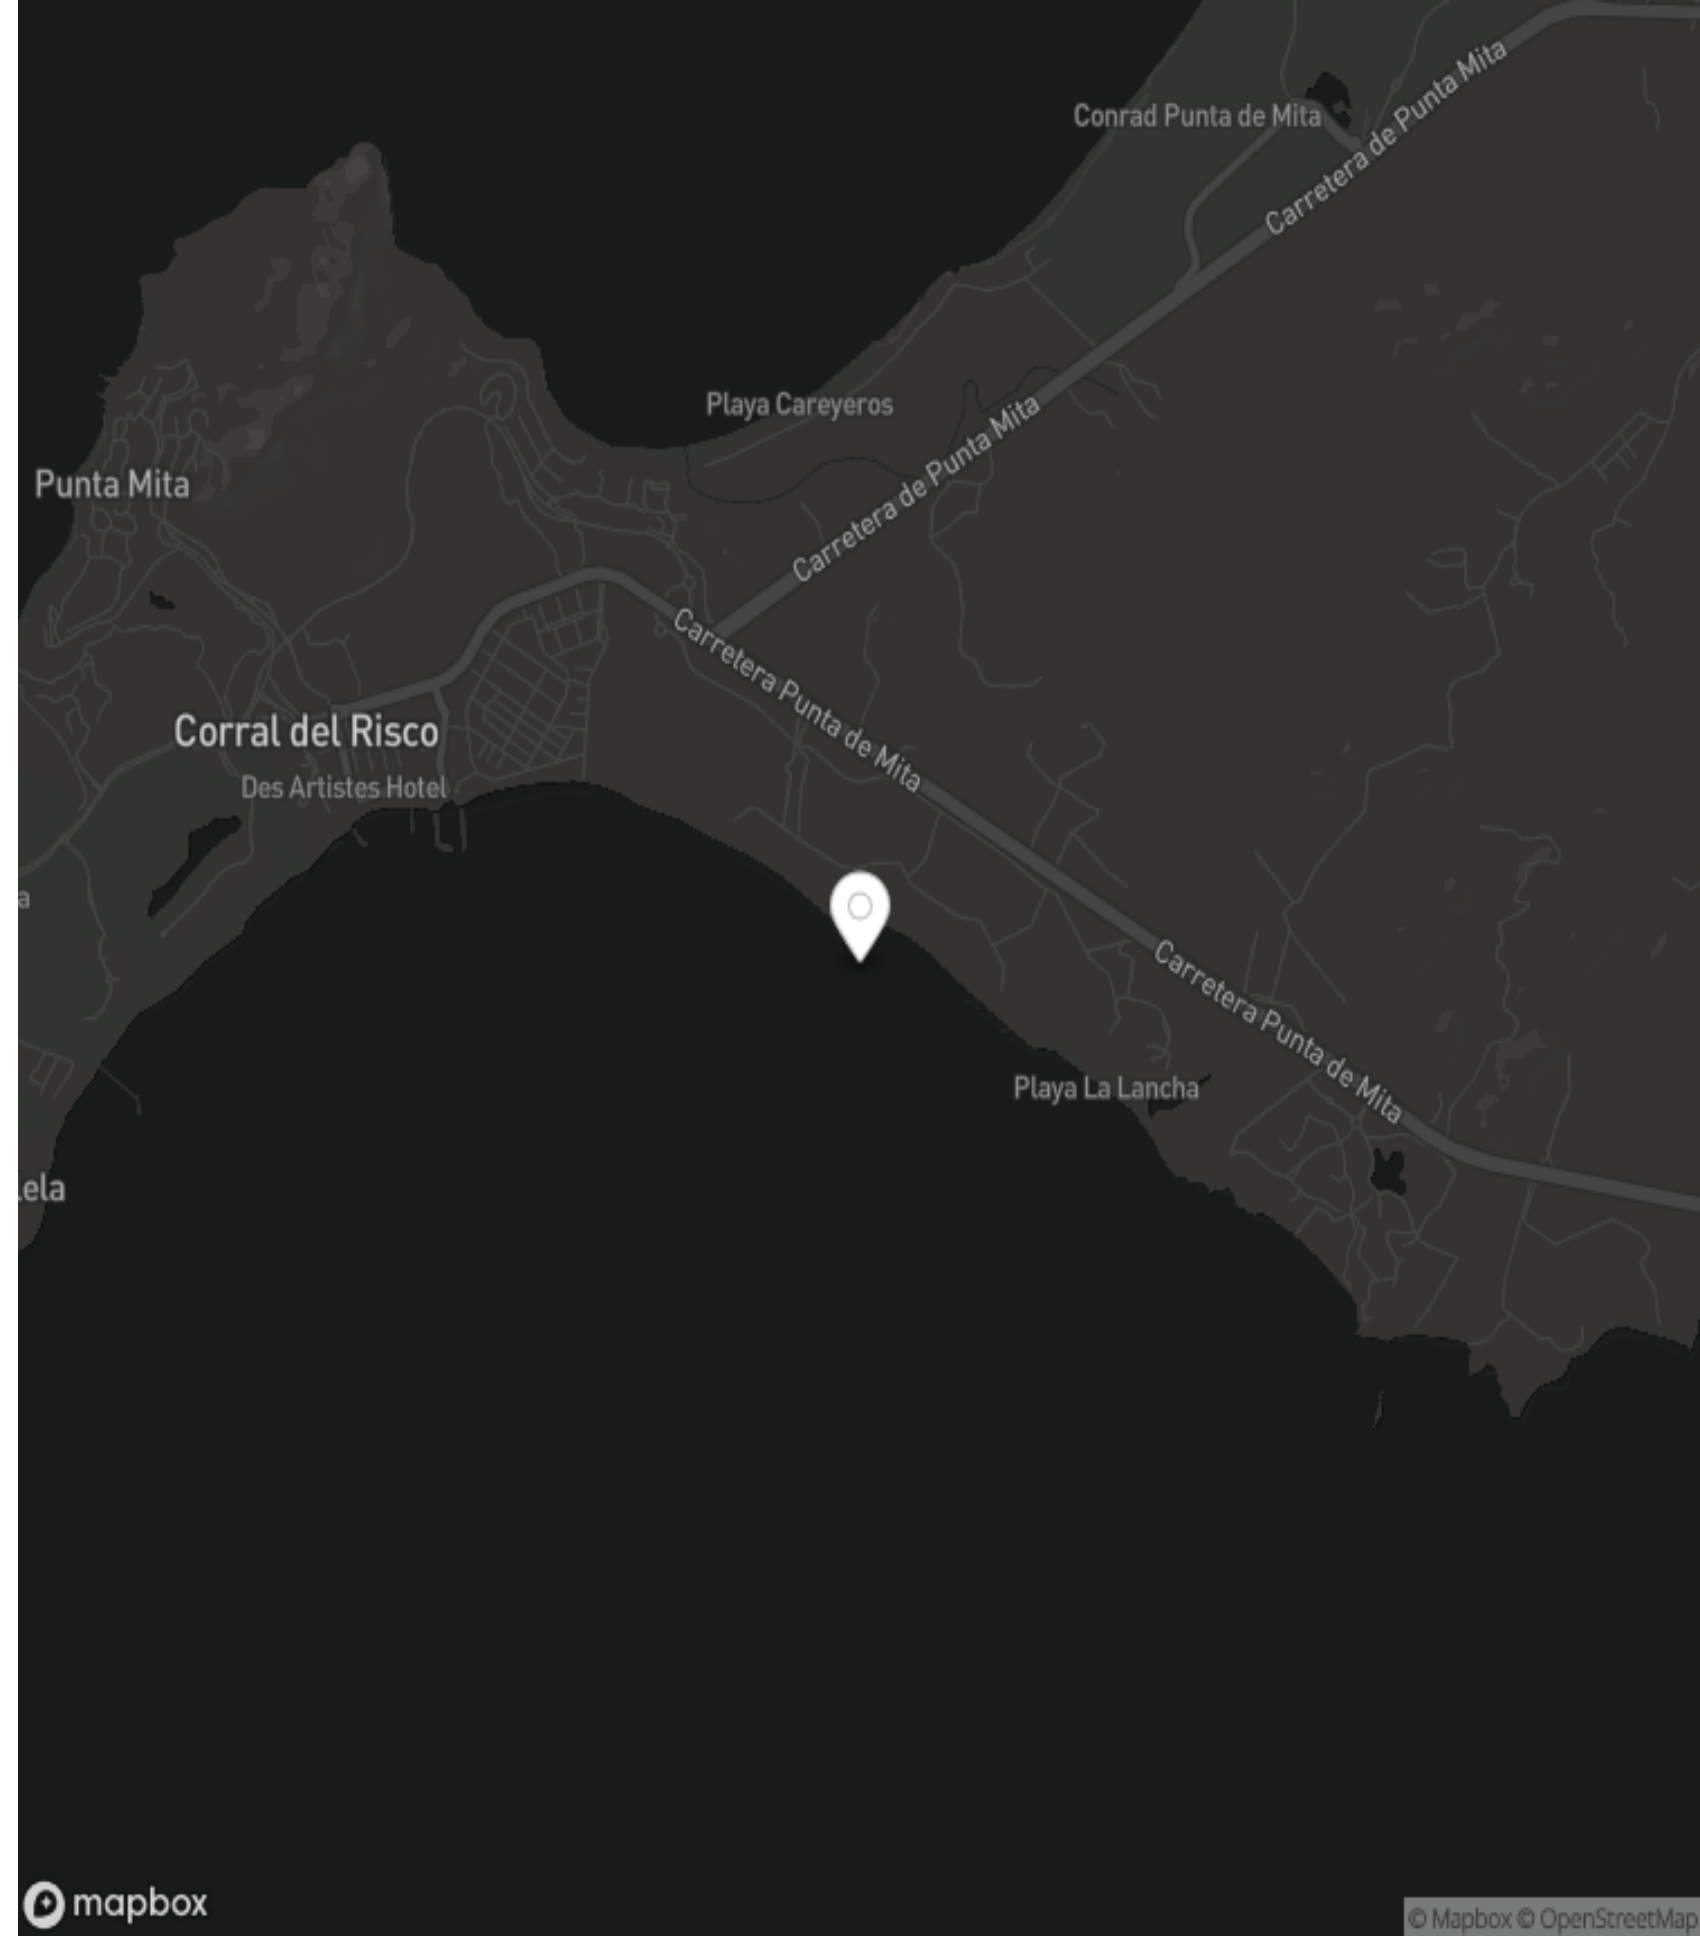 Conrad Punta de Mita
Carretera de Punta Mita
Playa Careyeros
Carretera de Punta Mita
Punta Mita
Carretera Punta de Mita
Corral del Risco
Des Artistes Hotel
a
Carretera Punta de Mita
Playa La Lancha
lela
mapbox
© Mapbox © OpenStreetMap